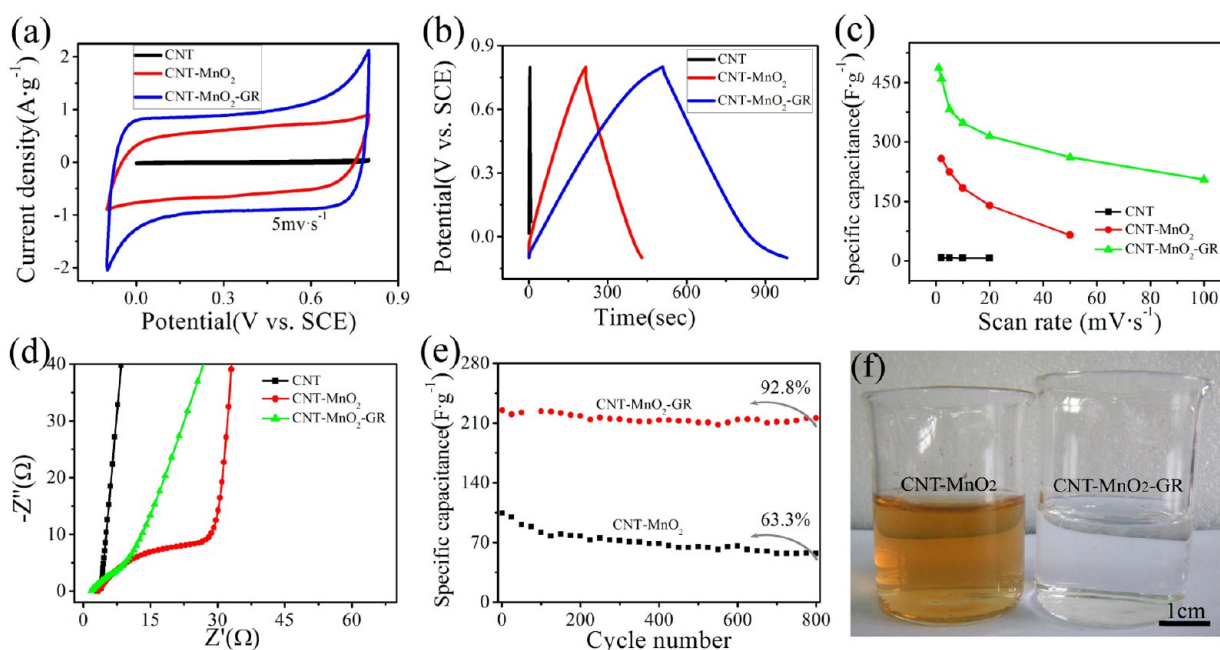 (a)
CNT
CNT-MnO₂
CNT-MnO₂-GR
2
1
0
-1
-2
5mv·s⁻¹
0.0 0.3 0.6 0.9
Current density(A·g⁻¹)
Potential(V vs. SCE)
(b)
CNT
CNT-MnO₂
CNT-MnO₂-GR
0.9
0.6
0.3
0.0
0 300 600 900
Potential(V vs. SCE)
Time(sec)
(c)
450
300
150
0
CNT
CNT-MnO₂
CNT-MnO₂-GR
0 20 40 60 80 100
Specific capacitance(F·g⁻¹)
Scan rate (mV·s⁻¹)
(d)
40
30
20
10
0
CNT
CNT-MnO₂
CNT-MnO₂-GR
0 15 30 45 60
-Z"(Ω)
Z'(Ω)
(e)
280
210
140
70
0
92.8%
CNT-MnO₂-GR
63.3%
CNT-MnO₂
0 200 400 600 800
Specific capacitance(F·g⁻¹)
Cycle number
(f)
CNT-MnO₂
CNT-MnO₂-GR
1cm